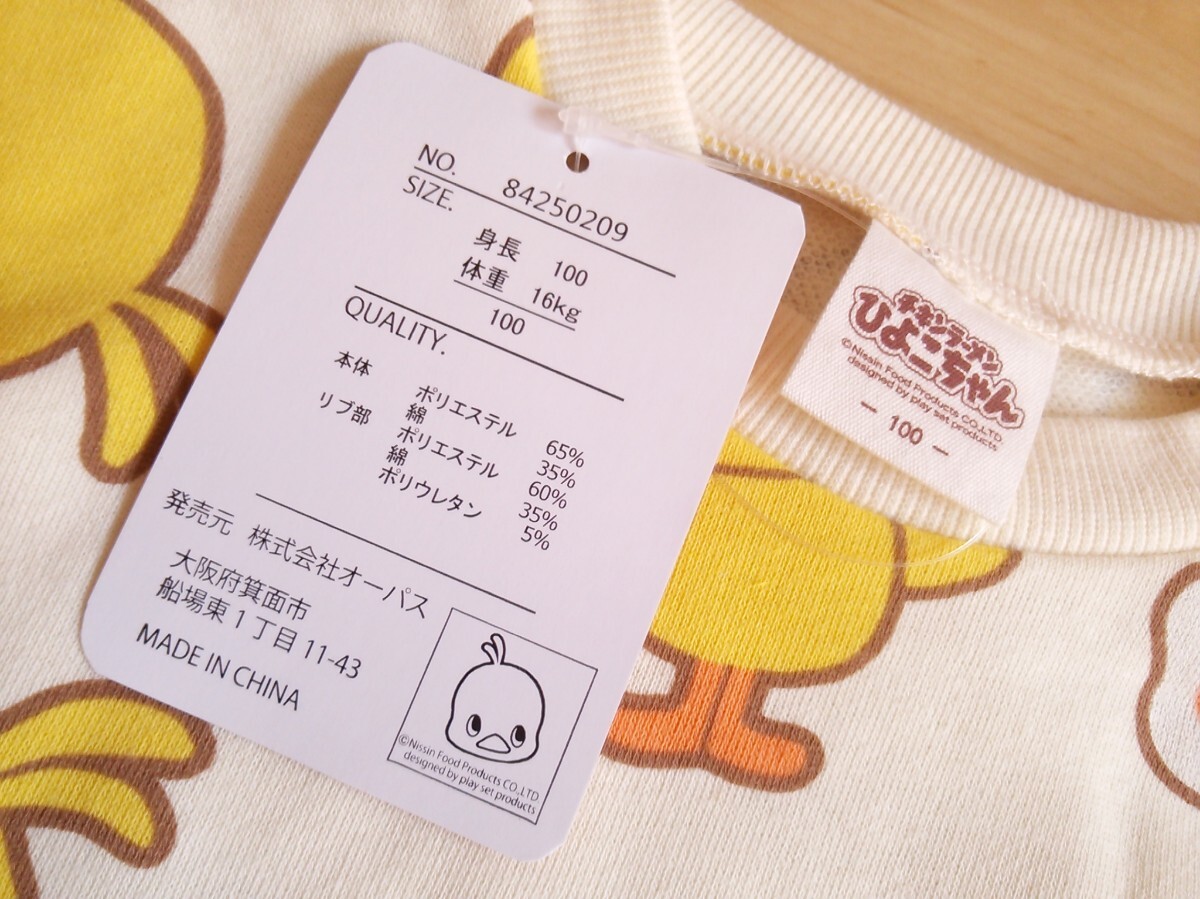 NO. 84250209
SIZE.
身長 100
体重 16kg
100
QUALITY.
本体 ポリエステル 65%
綿 35%
リブ部 ポリエステル 60%
綿 35%
ポリウレタン 5%
発売元 株式会社オーパス
大阪府箕面市
船場東1丁目11-43
MADE IN CHINA
©Nissin Food Products CO.,LTD
designed by play set products
チキンラーメン
ひよこちゃん
©Nissin Food Products CO.,LTD
designed by play set products
- 100 -